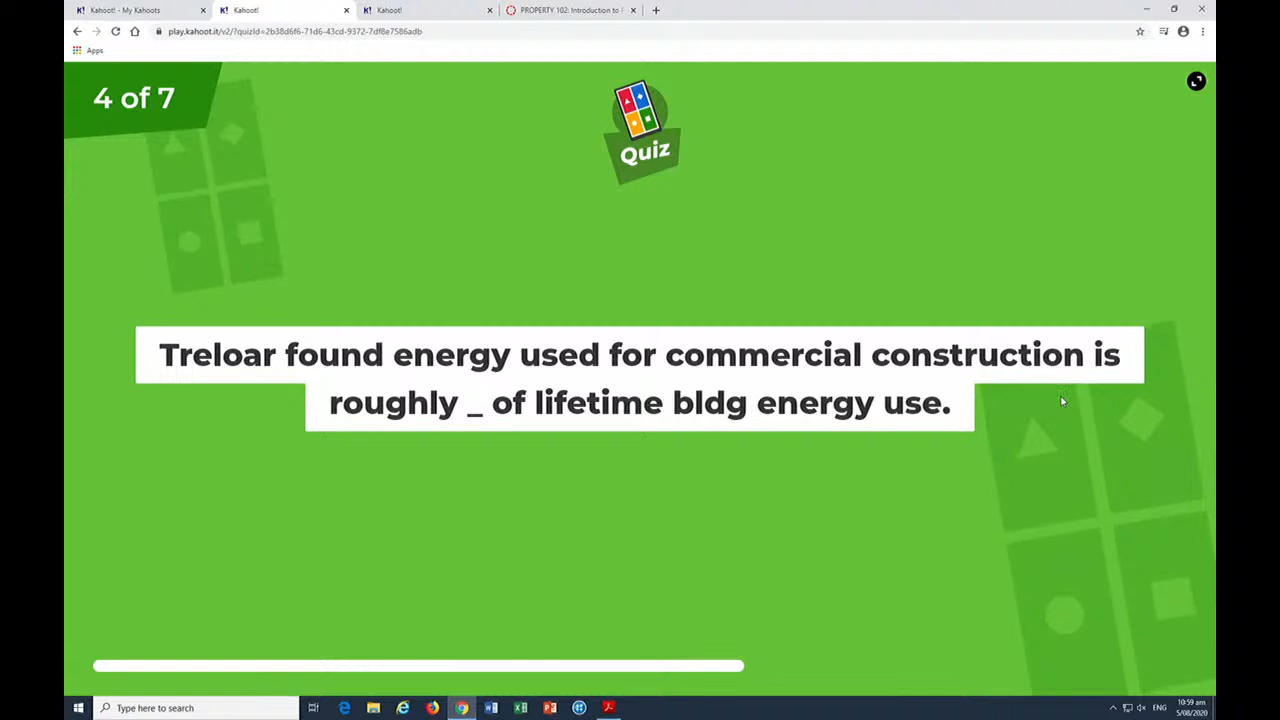 Kahoot! - My Kahoots
Kahoot!
Kahoot!
PROPERTY 102: Introduction to
play.kahoot.it/v2/?quizId=2b38d6f6-71d6-43cd-9372-7df8e7586adb
Apps
4 of 7
Quiz
Treloar found energy used for commercial construction is
roughly _ of lifetime bldg energy use.
Type here to search
ENG
10:59 am
5/08/2020